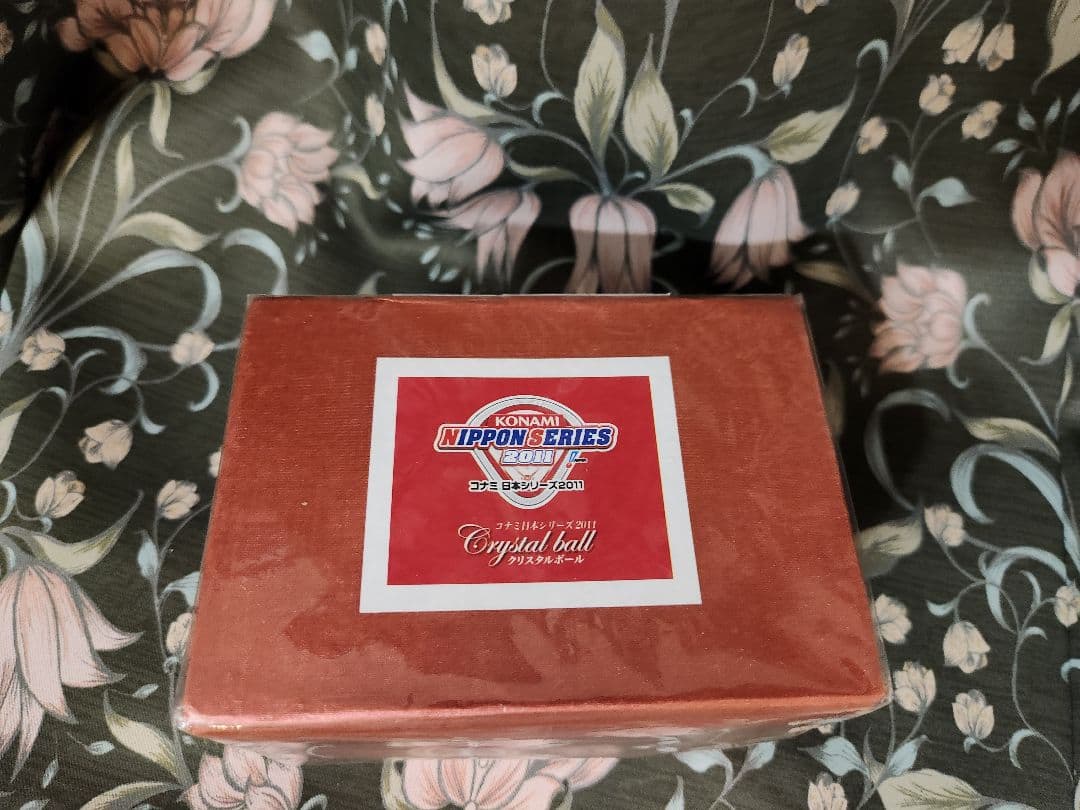 KONAMI
NIPPON SERIES
2011
コナミ 日本シリーズ2011
コナミ日本シリーズ2011
Crystal ball
クリスタルボール